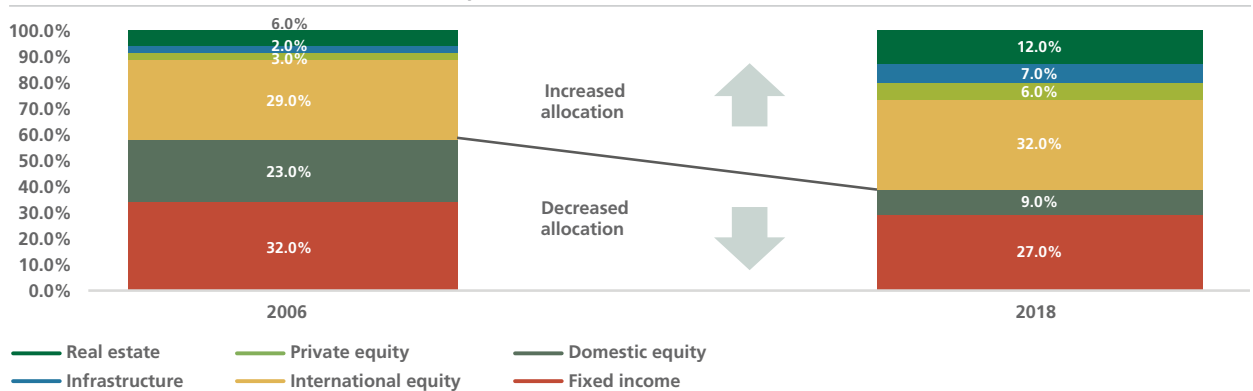 6.0%
100.0%
90.0%
80.0%
70.0%
60.0%
50.0%
40.0%
30.0%
20.0%
10.0%
0.0%
2.0%
3.0%
29.0%
23.0%
32.0%
Increased
allocation
Decreased
allocation
12.0%
7.0%
6.0%
32.0%
9.0%
27.0%
2006
2018
Real estate
Private equity
Domestic equity
Infrastructure
International equity
Fixed income